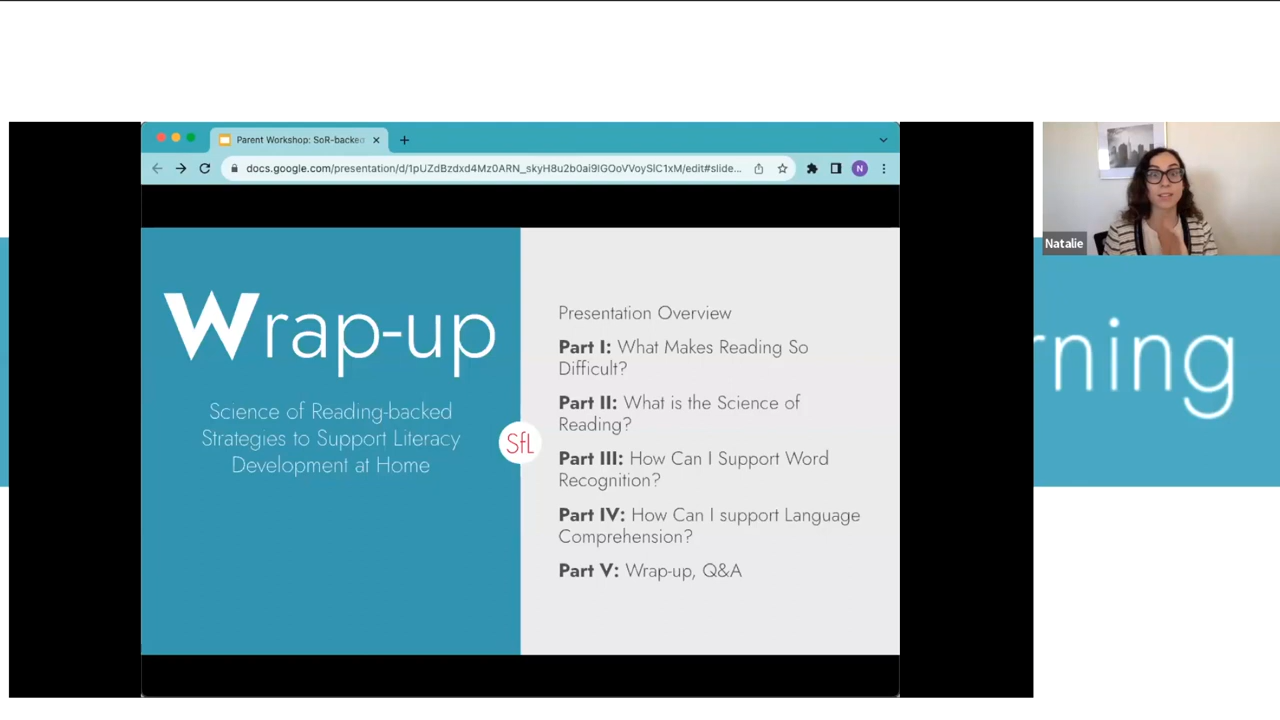 Parent Workshop: SoR-backed
docs.google.com/presentation/d/1pUZdBzdxd4Mz0ARN_skyH8u2b0ai9IGOoVVoySlC1xM/edit#slide...
N
Wrap-up
Science of Reading-backed
Strategies to Support Literacy
Development at Home
SfL
Presentation Overview
Part I: What Makes Reading So
Difficult?
Part II: What is the Science of
Reading?
Part III: How Can I Support Word
Recognition?
Part IV: How Can I support Language
Comprehension?
Part V: Wrap-up, Q&A
Natalie
rning